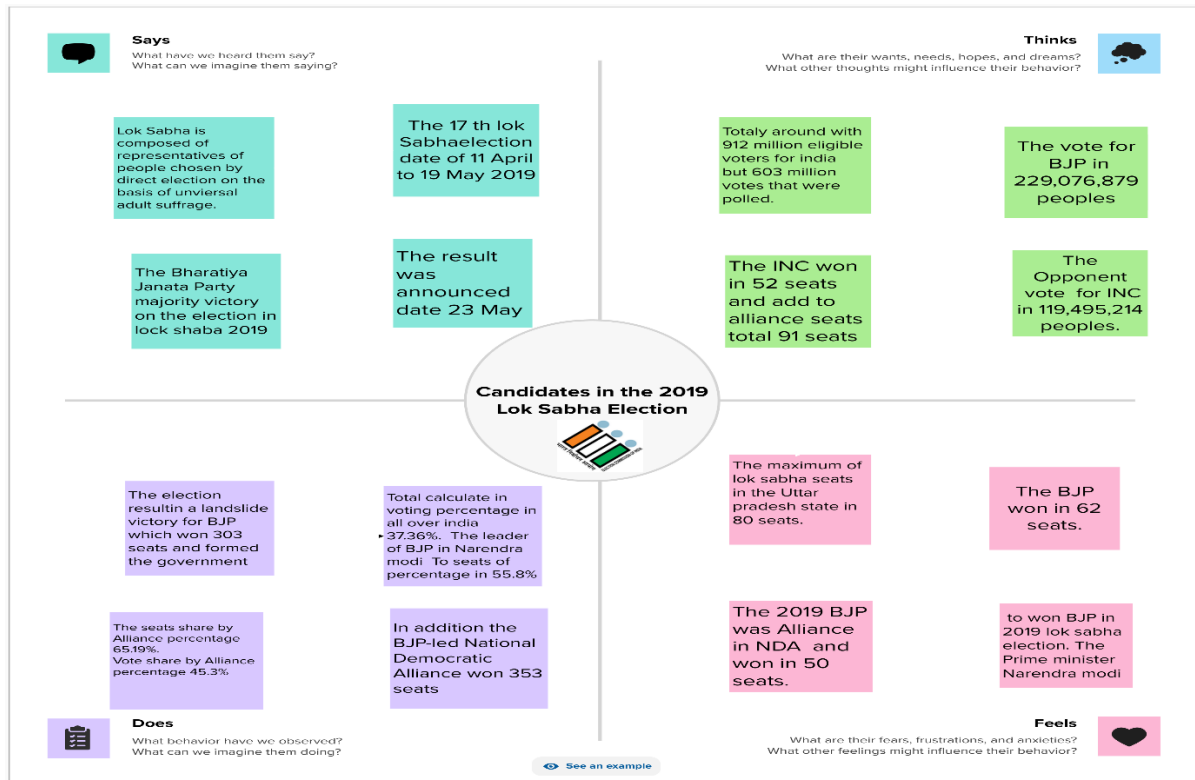 Says
What have we heard them say?
What can we imagine them saying?
Thinks
What are their wants, needs, hopes, and dreams?
What other thoughts might influence their behavior?
Lok Sabha is
composed of
representatives of
people chosen by
direct election on the
basis of unviersal
adult suffrage.
The 17 th lok
Sabhaelection
date of 11 April
to 19 May 2019
The Bharatiya
Janata Party
majority victory
on the election in
lock shaba 2019
The result
was
announced
date 23 May
Totaly around with
912 million eligible
voters for india
but 603 million
votes that were
polled.
The vote for
BJP in
229,076,879
peoples
The INC won
in 52 seats
and add to
alliance seats
total 91 seats
The
Opponent
vote for INC
in 119,495,214
peoples.
Candidates in the 2019
Lok Sabha Election
The election
resultin a landslide
victory for BJP
which won 303
seats and formed
the government
Total calculate in
voting percentage in
all over india
37.36%. The leader
of BJP in Narendra
modi To seats of
percentage in 55.8%
The seats share by
Alliance percentage
65.19%.
Vote share by Alliance
percentage 45.3%
In addition the
BJP-led National
Democratic
Alliance won 353
seats
The maximum of
lok sabha seats
in the Uttar
pradesh state in
80 seats.
The BJP
won in 62
seats.
The 2019 BJP
was Alliance
in NDA and
won in 50
seats.
to won BJP in
2019 lok sabha
election. The
Prime minister
Narendra modi
Does
What behavior have we observed?
What can we imagine them doing?
Feels
What are their fears, frustrations, and anxieties?
What other feelings might influence their behavior?
See an example